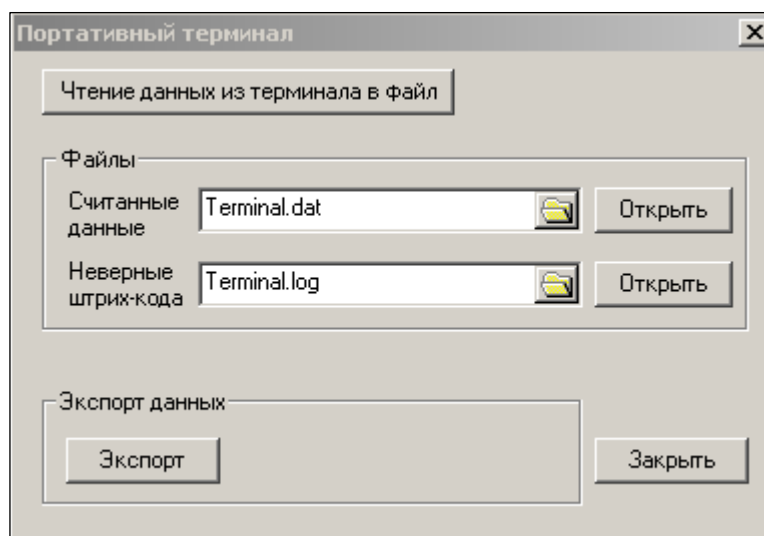 Портативный терминал
Чтение данных из терминала в файл
Файлы
Считанные данные
Terminal.dat
Открыть
Неверные штрих-кода
Terminal.log
Открыть
Экспорт данных
Экспорт
Закрыть